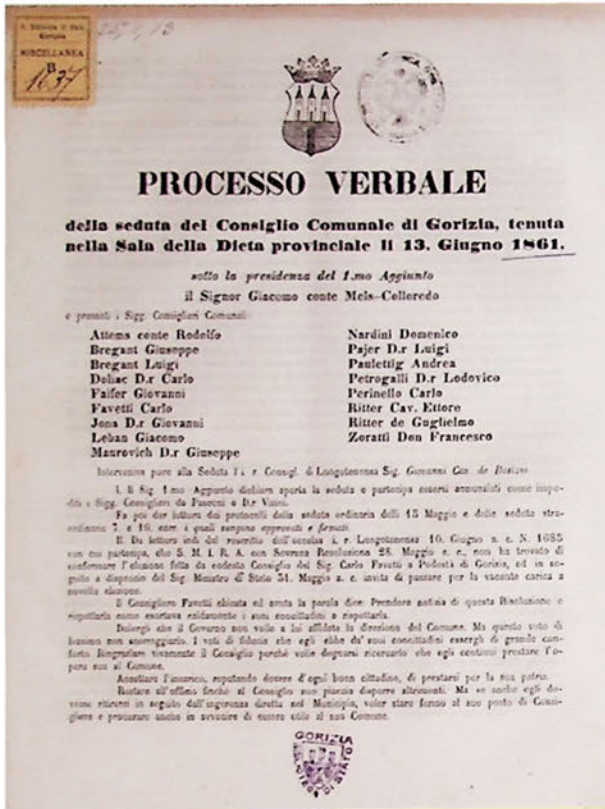 MISCELLANEA
B
1637
PROCESSO VERBALE
della seduta del Consiglio Comunale di Gorizia, tenuta
nella Sala della Dieta provinciale li 13. Giugno 1861.
sotto la presidenza del 1.mo Aggiunto
il Signor Giacomo conte Mels-Colloredo
e presenti i Sigg. Consiglieri Comunali
Attems conte Rodolfo
Bregant Giuseppe
Bregant Luigi
Doliac D.r Carlo
Faifer Giovanni
Favetti Carlo
Jona D.r Giovanni
Leban Giacomo
Maurovich D.r Giuseppe
Nardini Domenico
Pajer D.r Luigi
Paulettig Andrea
Petrogalli D.r Lodovico
Perinello Carlo
Ritter Cav. Ettore
Ritter de Guglielmo
Zoratti Don Francesco
Interveniva pure alla Seduta l'i. r. Consigl. di Luogotenenza Sig. Giovanni Cav. de
I. Il Sig. 1.mo Aggiunto dichiara aperta la seduta e partecipa essersi annunziati come impe-
diti i Sigg. Consiglieri de Pasconi e D.r
Fa poi dar lettura dei protocolli della seduta ordinaria delli 15 Maggio e delle sedute stra-
ordinarie 7. e 10. corr. i quali vengono approvati e firmati.
II. Dà lettura indi del rescritto dell'eccelsa i. r. Luogotenenza 10. Giugno a. c. N. 1685
con cui partecipa, che S. M. I. R. A. con Sovrana Resoluzione 28. Maggio a. c., non ha trovato di
confermare l'elezione fatta da codesto Consiglio del Sig. Carlo Favetti a Podestà di Gorizia, ed in se-
guito a dispaccio del Sig. Ministro di Stato 31. Maggio a. c. invita di passare per la vacante carica a
novella elezione.
Il Consigliere Favetti chiesta ed avuta la parola dice: Prendere notizia di questa Risoluzione e
rispettarla come esortava caldamente i suoi concittadini a rispettarla.
Dolergli che il Governo non volle a lui affidata la direzione del Comune. Ma questo voto di
biasimo non scoraggiarlo. I voti di fiducia che egli ebbe da' suoi concittadini essergli di grande con-
forto. Ringraziare vivamente il Consiglio perchè volle degnarsi ricercarlo che egli continui prestare l'o-
pera sua al Comune.
Accettare l'incarico, reputando dovere d'ogni buon cittadino, di prestarsi per la sua patria.
Restare all'officio finchè al Consiglio non piaccia disporre altrimenti. Ma se anche egli do-
vesse ritirarsi in seguito dall'ingerenza diretta nel Municipio, voler stare fermo al suo posto di Consi-
gliere e procurare anche in avvenire di essere utile al suo Comune.
GORIZIA